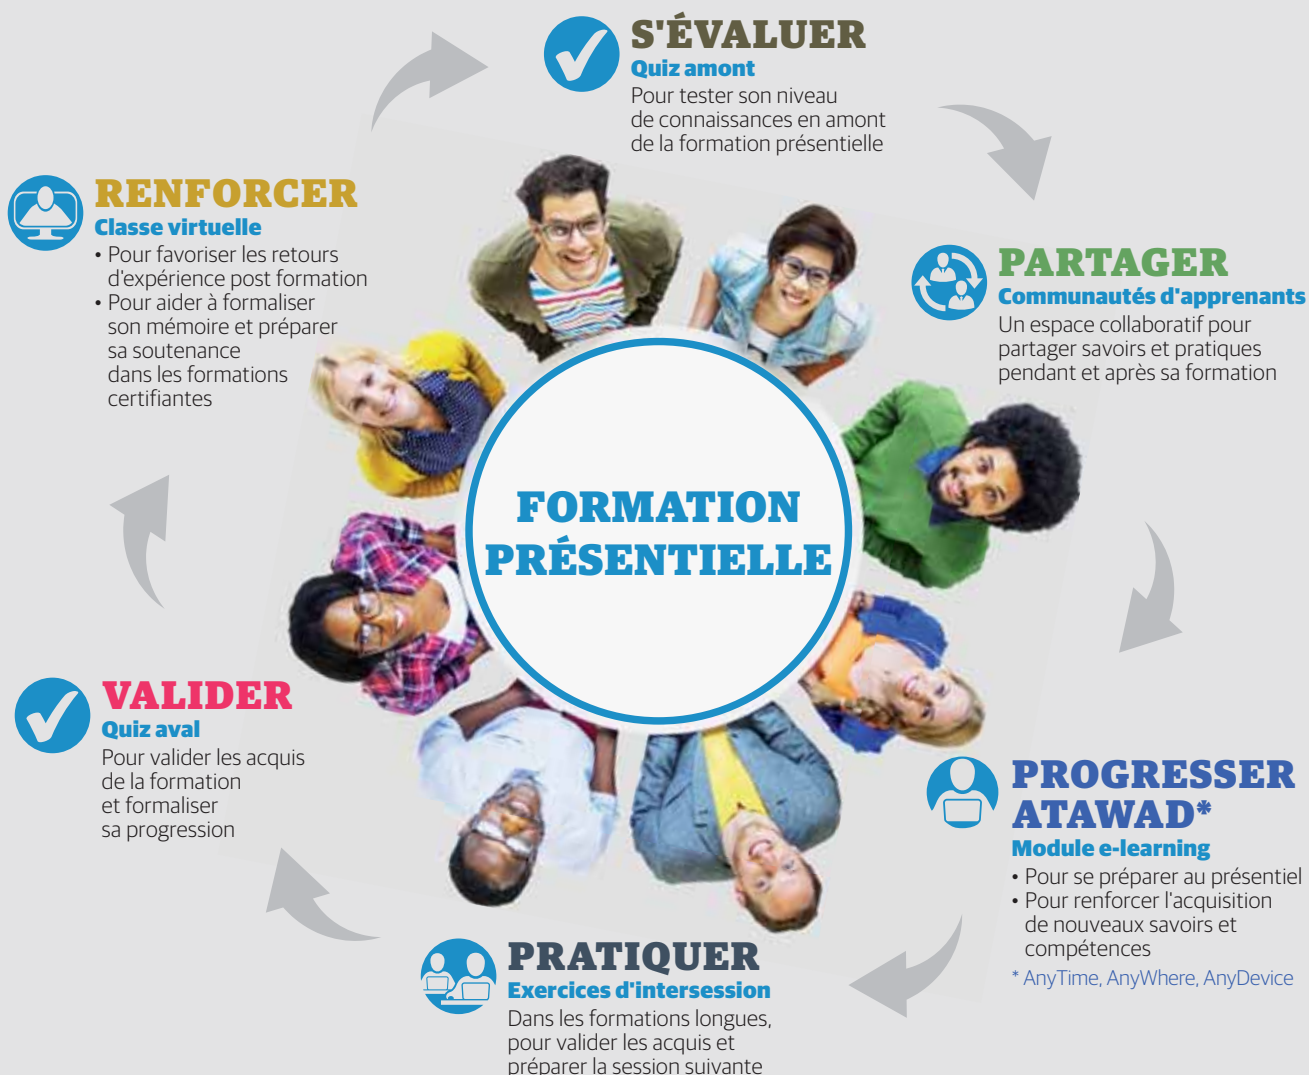 S'ÉVALUER
Quiz amont
Pour tester son niveau
de connaissances en amont
de la formation présentielle
PARTAGER
Communautés d'apprenants
Un espace collaboratif pour
partager savoirs et pratiques
pendant et après sa formation
PROGRESSER
ATAWAD*
Module e-learning
• Pour se préparer au présentiel
• Pour renforcer l'acquisition
de nouveaux savoirs et
compétences
* AnyTime, AnyWhere, AnyDevice
PRATIQUER
Exercices d'intersession
Dans les formations longues,
pour valider les acquis et
préparer la session suivante
VALIDER
Quiz aval
Pour valider les acquis
de la formation
et formaliser
sa progression
RENFORCER
Classe virtuelle
• Pour favoriser les retours
d'expérience post formation
• Pour aider à formaliser
son mémoire et préparer
sa soutenance
dans les formations
certifiantes
FORMATION
PRÉSENTIELLE